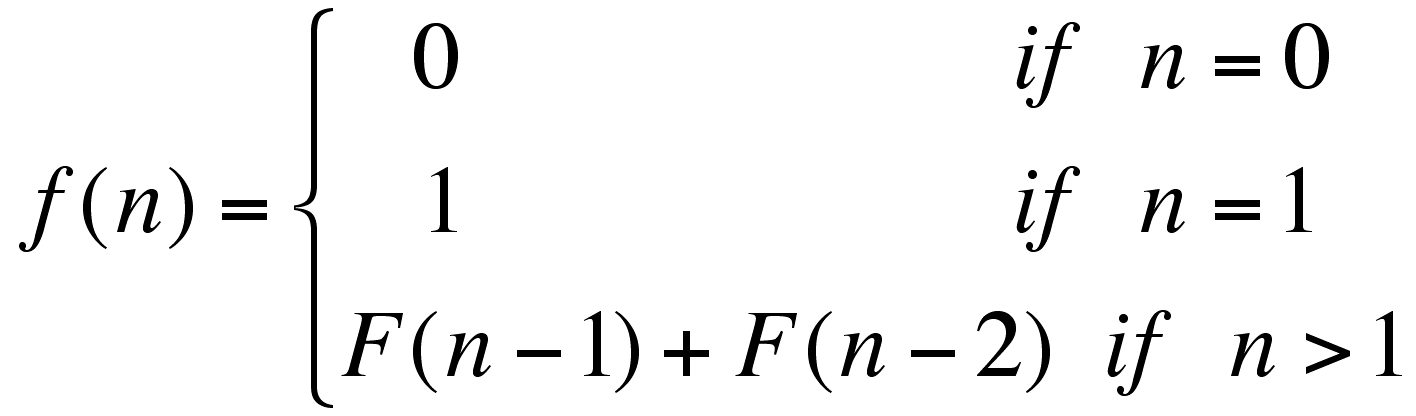 0 if n = 0
f(n) = { 1 if n = 1
F(n − 1) + F(n − 2) if n > 1